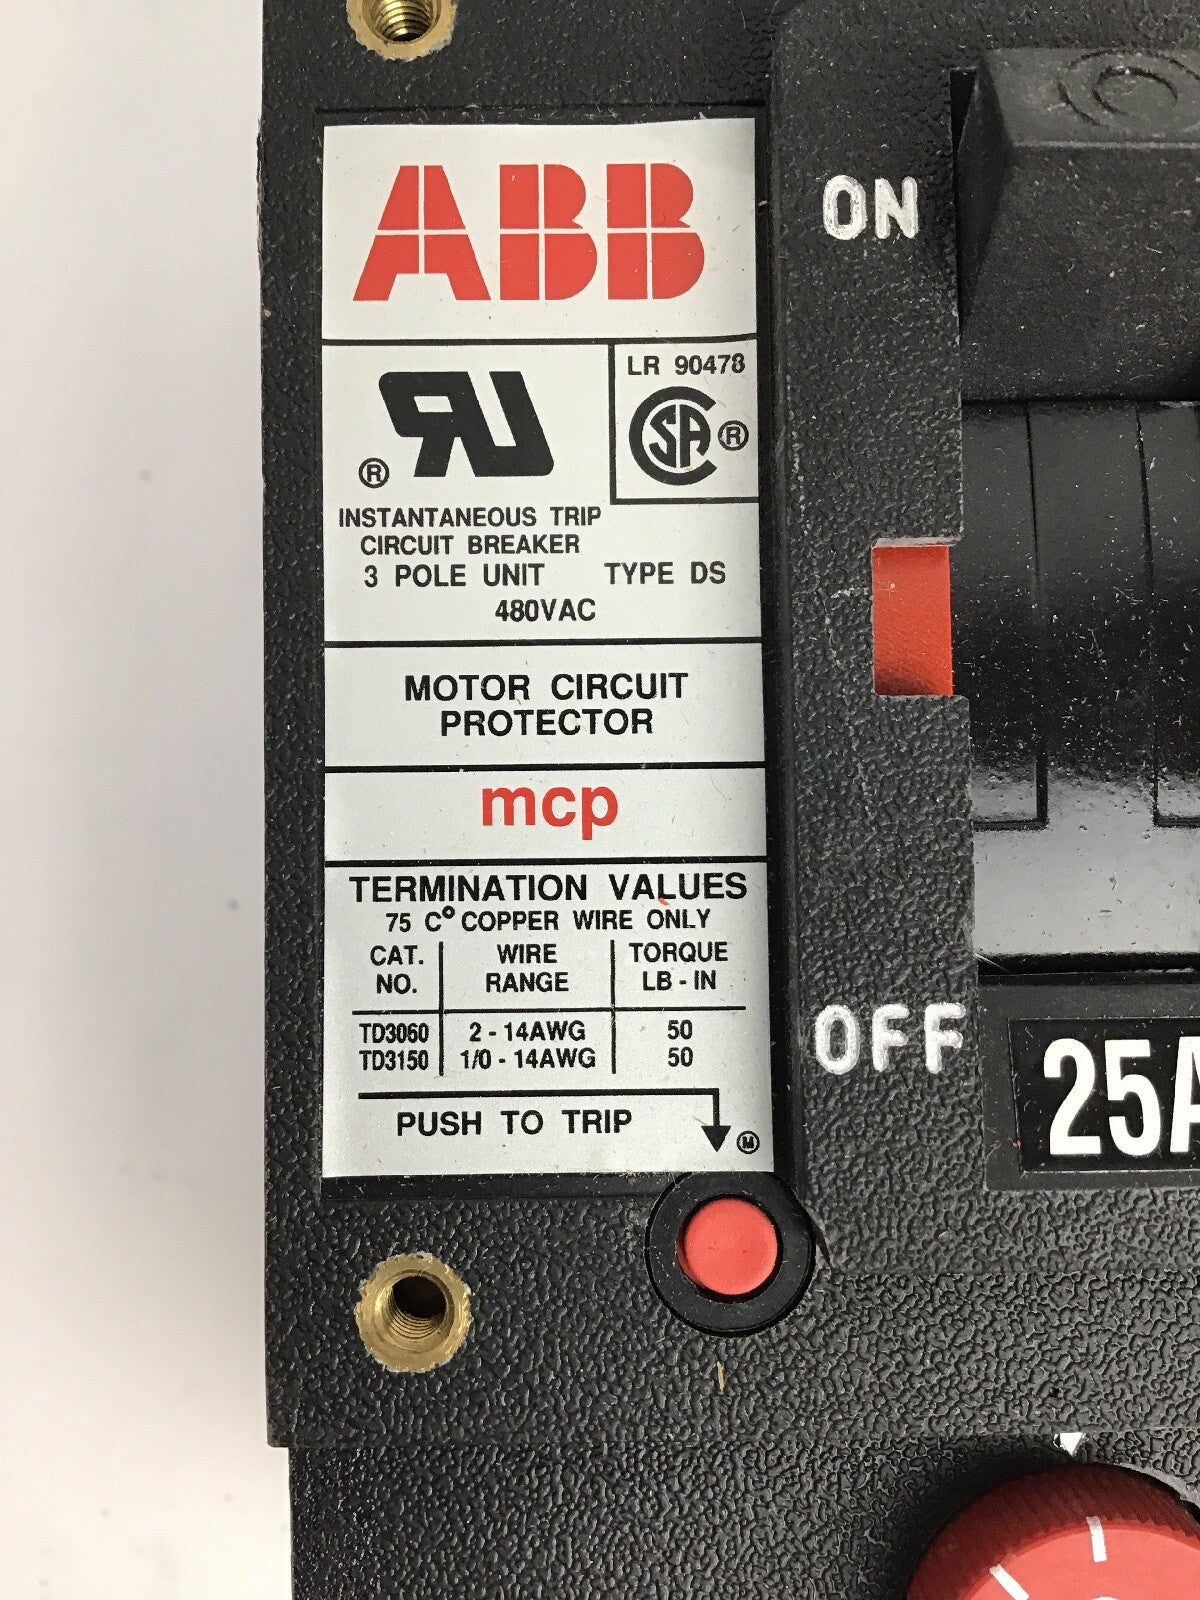 ABB
LR 90478
SA ®
®
INSTANTANEOUS TRIP
CIRCUIT BREAKER
3 POLE UNIT TYPE DS
480VAC
MOTOR CIRCUIT
PROTECTOR
mcp
TERMINATION VALUES
75 C° COPPER WIRE ONLY
CAT. NO. WIRE RANGE TORQUE LB - IN
TD3060 2 - 14AWG 50
TD3150 1/0 - 14AWG 50
PUSH TO TRIP
Ⓜ
ON
OFF
25A